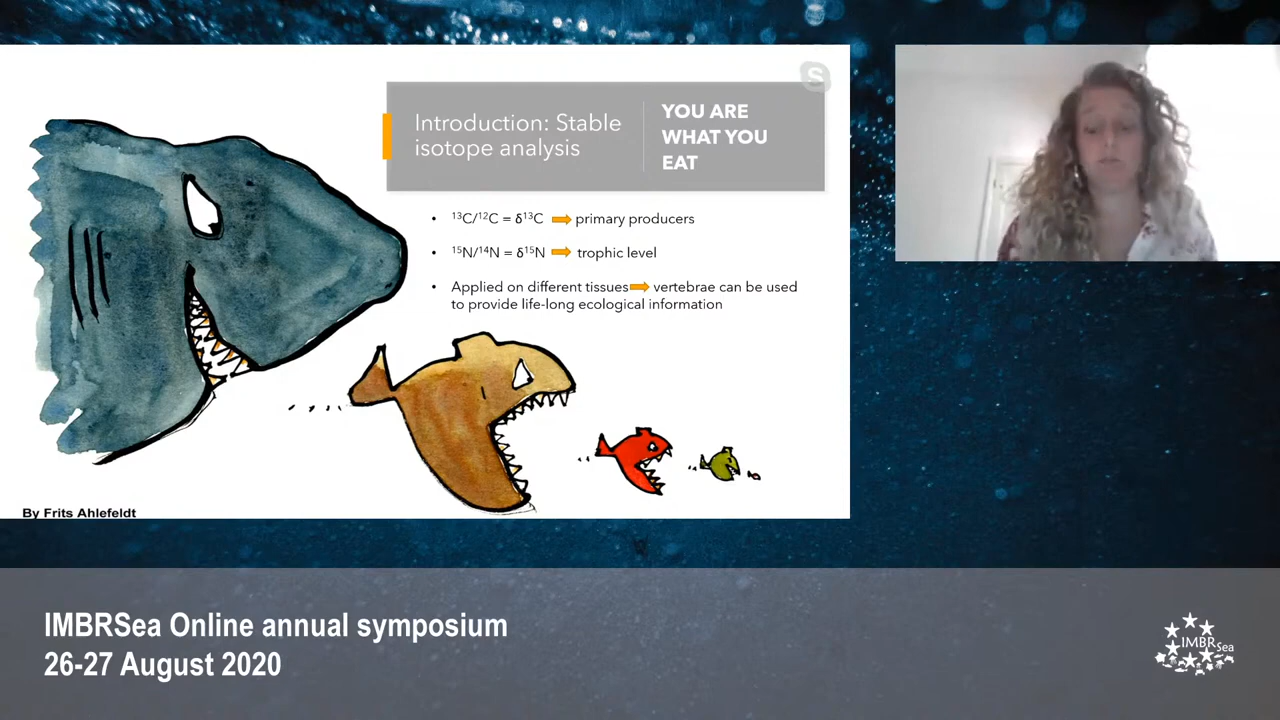 S
Introduction: Stable
isotope analysis
YOU ARE
WHAT YOU
EAT
• ¹³C/¹²C = δ¹³C ➡ primary producers
• ¹⁵N/¹⁴N = δ¹⁵N ➡ trophic level
• Applied on different tissues➡ vertebrae can be used
to provide life-long ecological information
By Frits Ahlefeldt
IMBRSea Online annual symposium
26-27 August 2020
IMBRSea